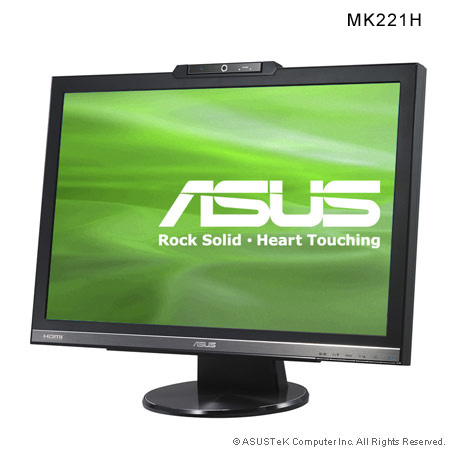 MK221H
ASUS
Rock Solid · Heart Touching
HDMI
ASUS
© ASUSTeK Computer Inc. All Rights Reserved.